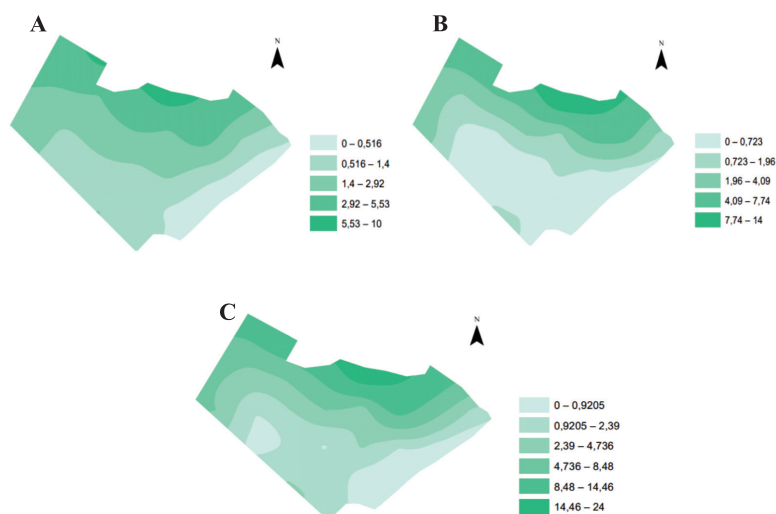 A
N
0 – 0,516
0,516 – 1,4
1,4 – 2,92
2,92 – 5,53
5,53 – 10
B
N
0 – 0,723
0,723 – 1,96
1,96 – 4,09
4,09 – 7,74
7,74 – 14
C
N
0 – 0,9205
0,9205 – 2,39
2,39 – 4,736
4,736 – 8,48
8,48 – 14,46
14,46 – 24